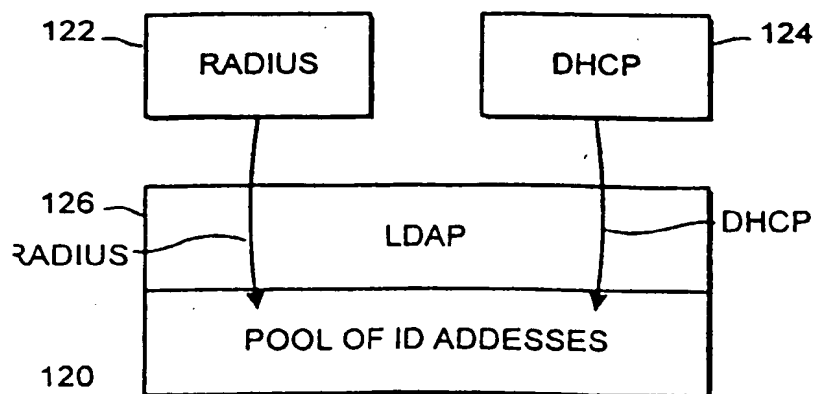 122
RADIUS
DHCP
124
126
RADIUS
LDAP
DHCP
POOL OF ID ADDESSES
120